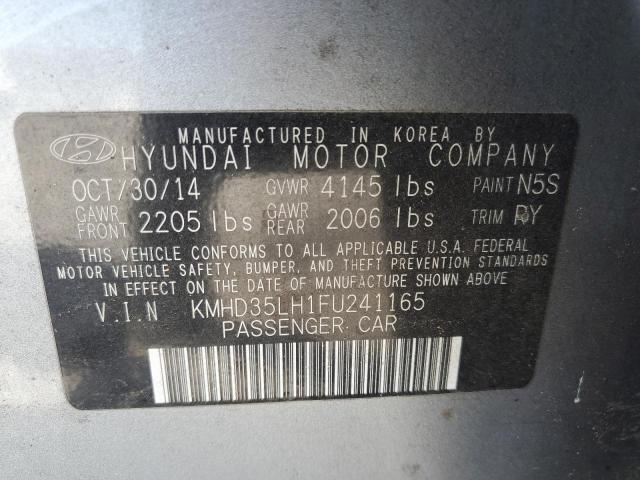 MANUFACTURED IN KOREA BY
HYUNDAI MOTOR COMPANY
OCT/30/14 GVWR 4145 lbs PAINT N5S
GAWR FRONT 2205 lbs GAWR REAR 2006 lbs TRIM RY
THIS VEHICLE CONFORMS TO ALL APPLICABLE U.S.A. FEDERAL
MOTOR VEHICLE SAFETY, BUMPER, AND THEFT PREVENTION STANDARDS
IN EFFECT ON THE DATE OF MANUFACTURE SHOWN ABOVE
V.I.N KMHD35LH1FU241165
PASSENGER CAR